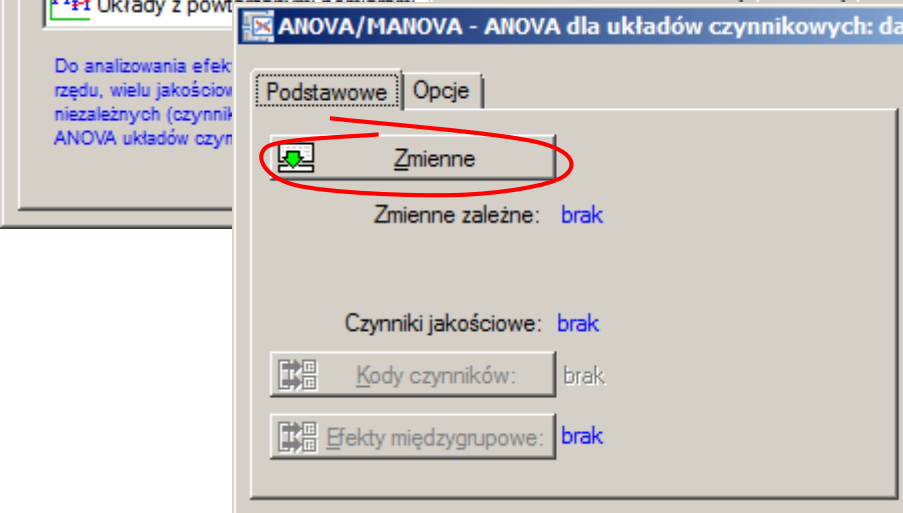 Układy z
ANOVA/MANOVA - ANOVA dla układów czynnikowych: da
Do analizowania efek
rzędu, wielu jakościow
niezależnych (czynnik
ANOVA układów czyn
Podstawowe
Opcje
Zmienne
Zmienne zależne: brak
Czynniki jakościowe: brak
Kody czynników: brak
Efekty międzygrupowe: brak